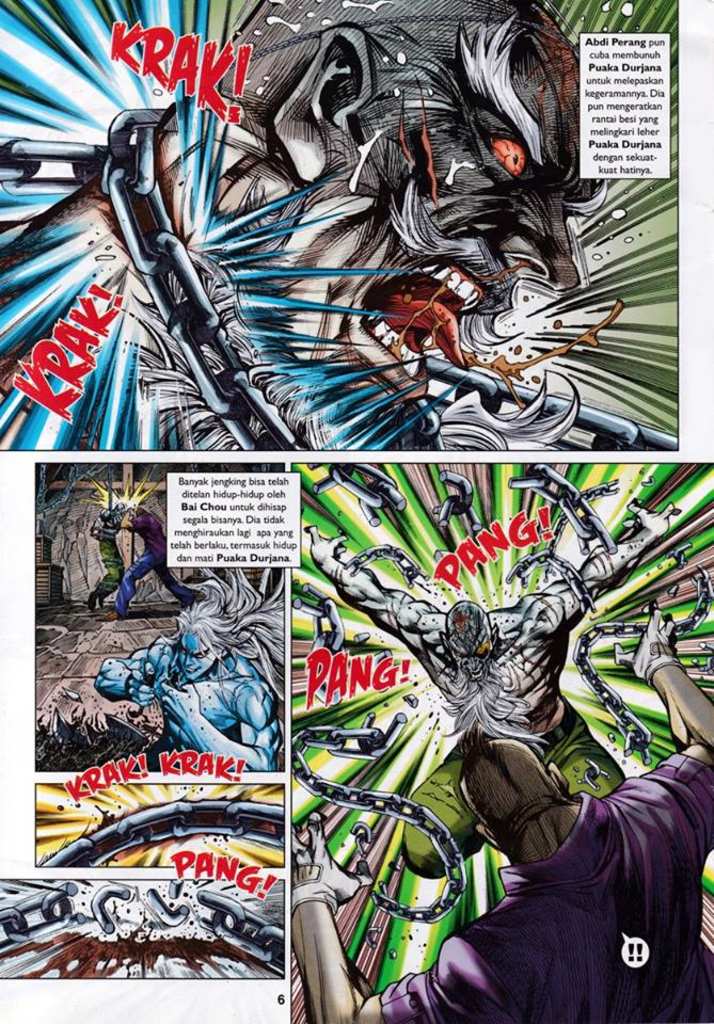 KRAK!
Abdi Perang pun
cuba membunuh
Puaka Durjana
untuk melepaskan
kegeramannya. Dia
pun mengeratkan
rantai besi yang
melingkari leher
Puaka Durjana
dengan sekuat-
kuat hatinya.
KRAK!
Banyak jengking bisa telah
ditelan hidup-hidup oleh
Bai Chou untuk dihisap
segala bisanya. Dia tidak
menghiraukan lagi apa yang
telah berlaku, termasuk hidup
dan mati Puaka Durjana.
PANG!
PANG!
KRAK! KRAK!
PANG!
!!
6